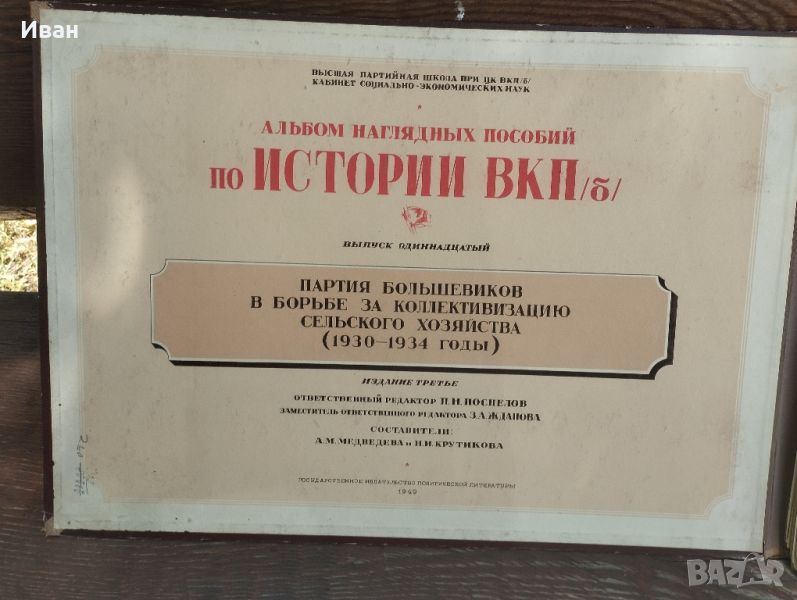 Иван
ВЫСШАЯ ПАРТИЙНАЯ ШКОЛА ПРИ ЦК ВКП/б/
КАБИНЕТ СОЦИАЛЬНО-ЭКОНОМИЧЕСКИХ НАУК
АЛЬБОМ НАГЛЯДНЫХ ПОСОБИЙ
ПО ИСТОРИИ ВКП/б/
ВЫПУСК ОДИННАДЦАТЫЙ
ПАРТИЯ БОЛЬШЕВИКОВ
В БОРЬБЕ ЗА КОЛЛЕКТИВИЗАЦИЮ
СЕЛЬСКОГО ХОЗЯЙСТВА
(1930—1934 ГОДЫ)
ИЗДАНИЕ ТРЕТЬЕ
ОТВЕТСТВЕННЫЙ РЕДАКТОР П.Н.ПОСПЕЛОВ
ЗАМЕСТИТЕЛЬ ОТВЕТСТВЕННОГО РЕДАКТОРА З.А.ЖДАНОВА
СОСТАВИТЕЛИ:
А.М.МЕДВЕДЕВА и Н.И.КРУТИКОВА
ГОСУДАРСТВЕННОЕ ИЗДАТЕЛЬСТВО ПОЛИТИЧЕСКОЙ ЛИТЕРАТУРЫ
1949
BAZAR